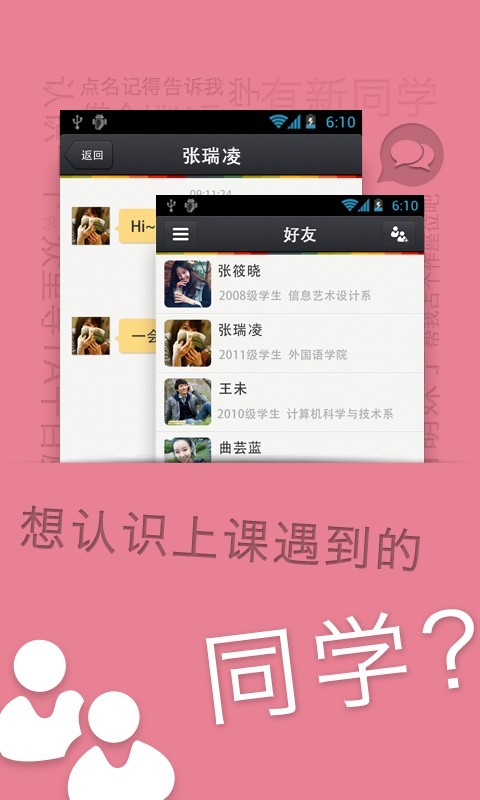 点名记得告诉我
有新同学
6:10
返回
张瑞凌
09:11:24
Hi~
一会
6:10
好友
张筱晓
2008级学生 信息艺术设计系
张瑞凌
2011级学生 外国语学院
王未
2010级学生 计算机科学与技术系
曲芸蓝
想认识上课遇到的
同学?